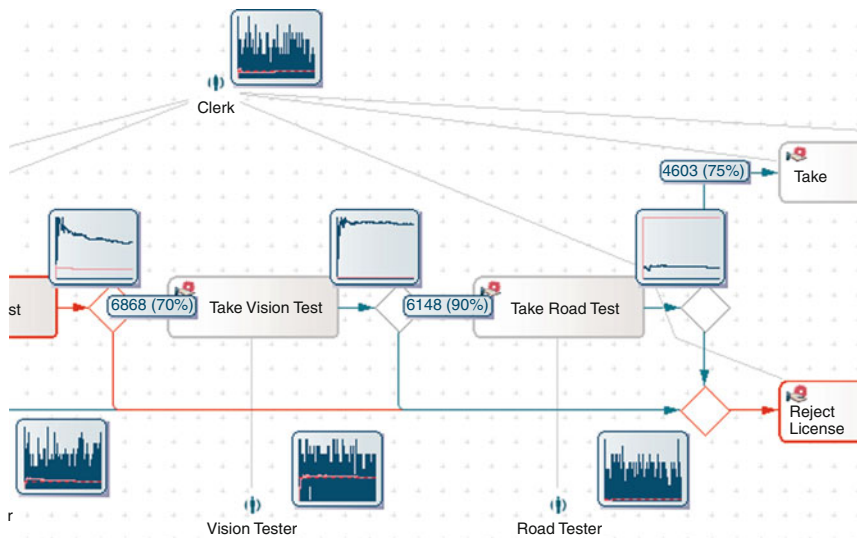 Clerk
4603 (75%)
Take
st
6868 (70%)
Take Vision Test
6148 (90%)
Take Road Test
Reject
License
r
Vision Tester
Road Tester